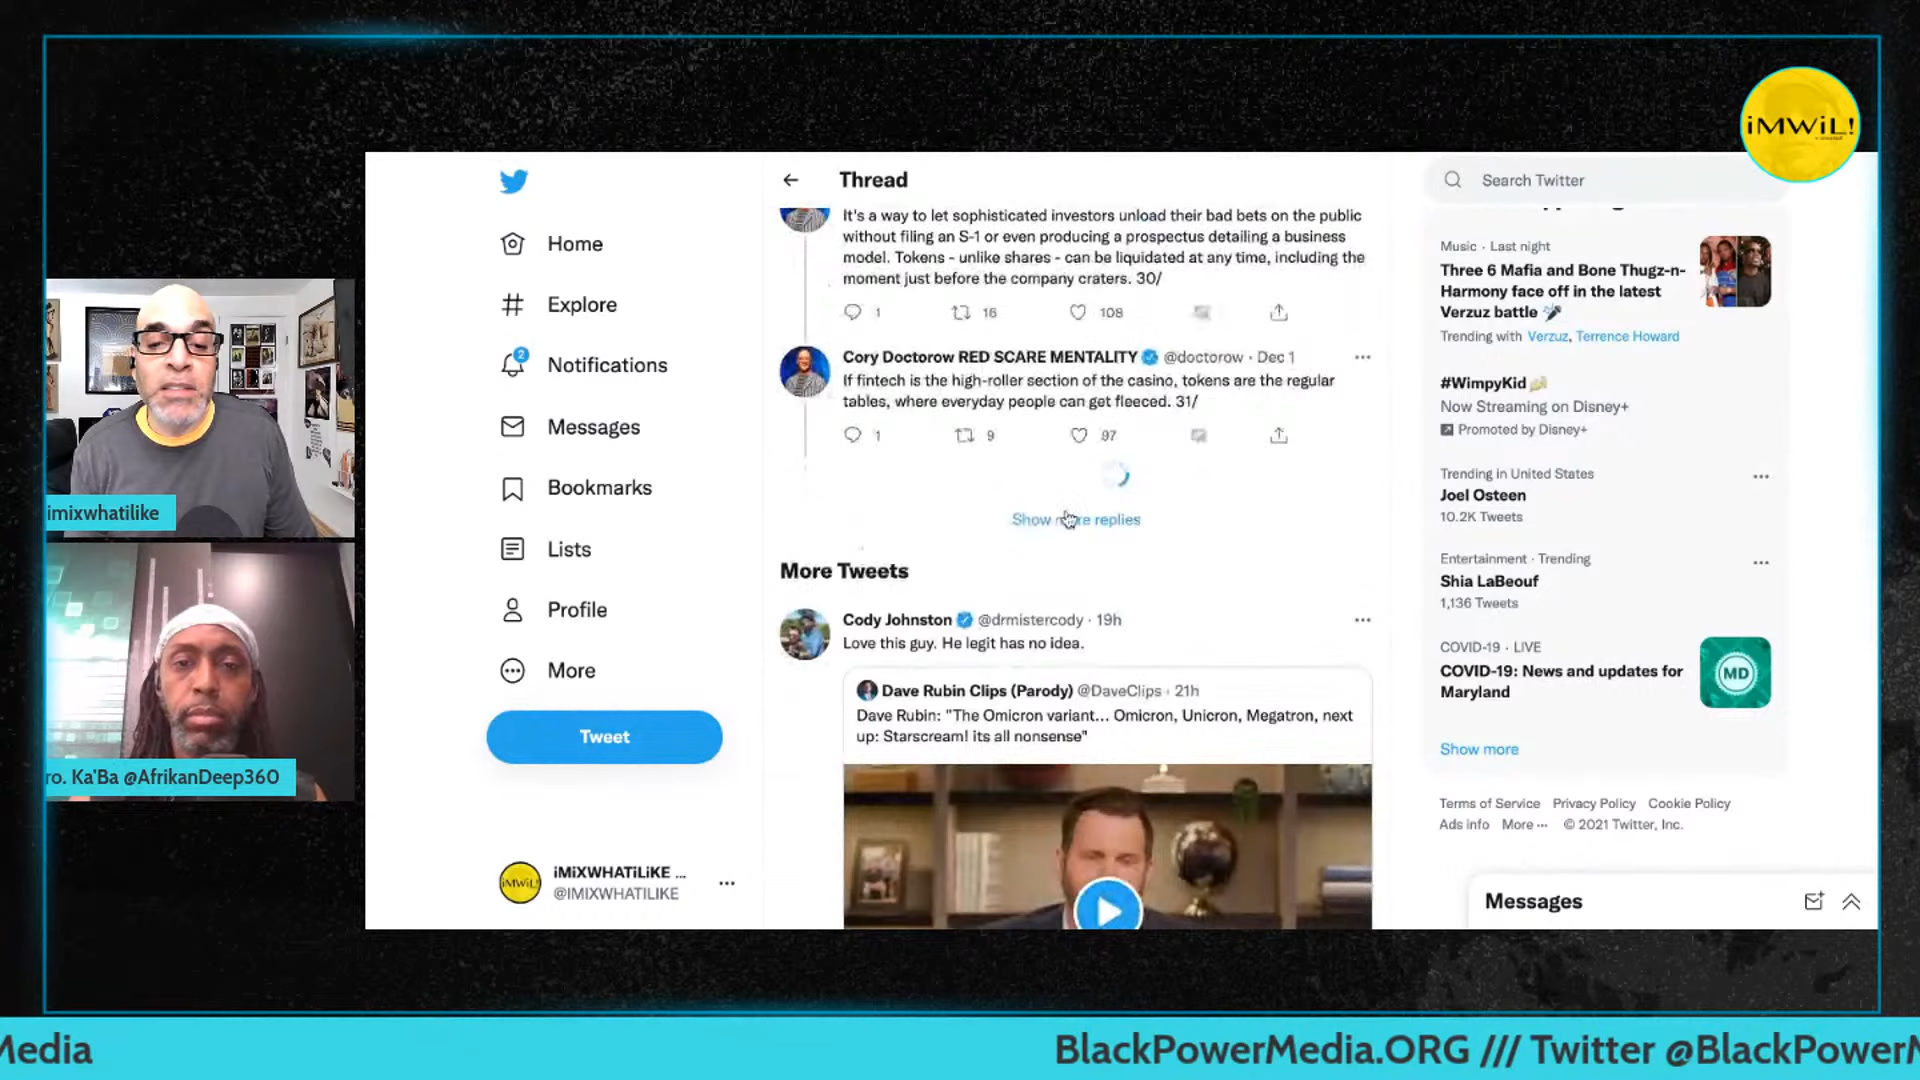 iMWiL!
Home
Explore
2
Notifications
Messages
Bookmarks
Lists
Profile
More
Tweet
iMiXWHATiLiKE ...
@IMIXWHATILIKE
iMWiL!
Thread
It's a way to let sophisticated investors unload their bad bets on the public
without filing an S-1 or even producing a prospectus detailing a business
model. Tokens - unlike shares - can be liquidated at any time, including the
moment just before the company craters. 30/
1 16 108
Cory Doctorow RED SCARE MENTALITY @doctorow · Dec 1
If fintech is the high-roller section of the casino, tokens are the regular
tables, where everyday people can get fleeced. 31/
1 9 97
Show more replies
More Tweets
Cody Johnston @drmistercody · 19h
Love this guy. He legit has no idea.
Dave Rubin Clips (Parody) @DaveClips · 21h
Dave Rubin: "The Omicron variant... Omicron, Unicron, Megatron, next
up: Starscream! its all nonsense"
Search Twitter
Music · Last night
Three 6 Mafia and Bone Thugz-n-
Harmony face off in the latest
Verzuz battle
Trending with Verzuz, Terrence Howard
#WimpyKid
Now Streaming on Disney+
Promoted by Disney+
Trending in United States
Joel Osteen
10.2K Tweets
Entertainment · Trending
Shia LaBeouf
1,136 Tweets
COVID-19 · LIVE
COVID-19: News and updates for
Maryland
MD
Show more
Terms of Service Privacy Policy Cookie Policy
Ads info More ··· © 2021 Twitter, Inc.
Messages
imixwhatilike
ro. Ka'Ba @AfrikanDeep360
Media BlackPowerMedia.ORG /// Twitter @BlackPowerM